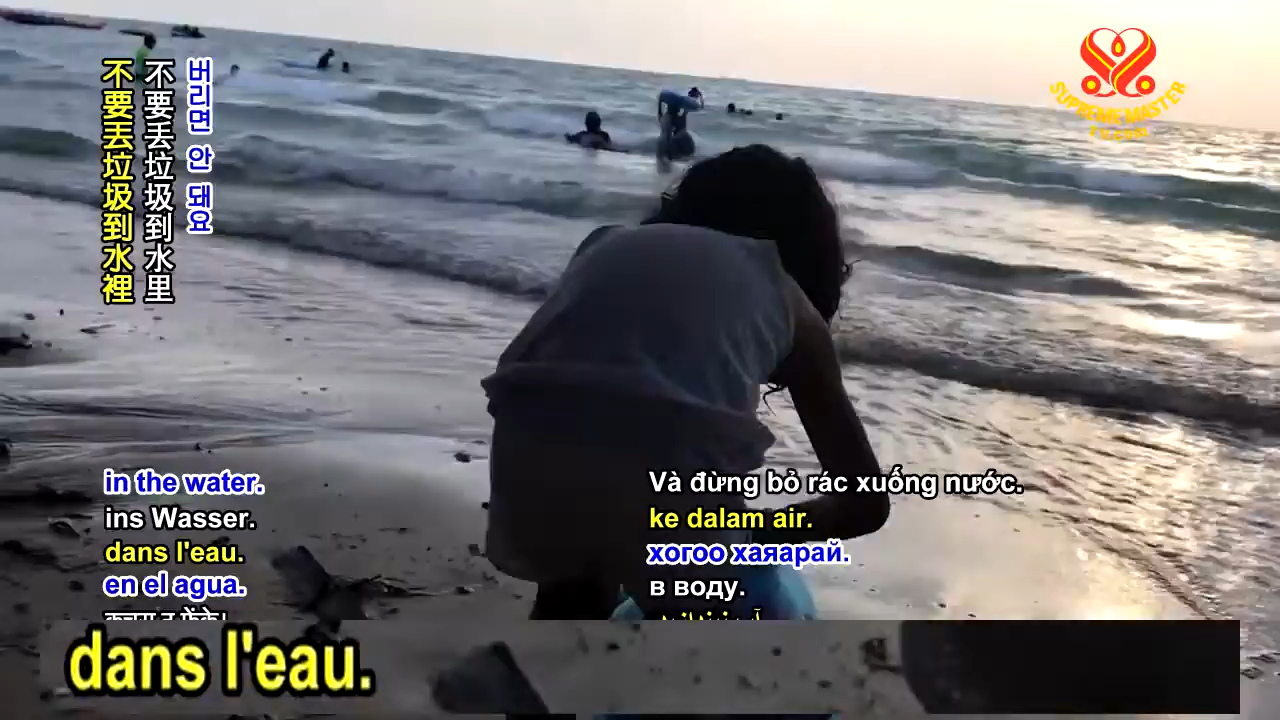 버리면 안 돼요
不要丢垃圾到水里
不要丟垃圾到水裡
SUPREME MASTER
TV.COM
in the water.
ins Wasser.
dans l'eau.
en el agua.
Và đừng bỏ rác xuống nước.
ke dalam air.
хогоо хаяарай.
в воду.
dans l'eau.